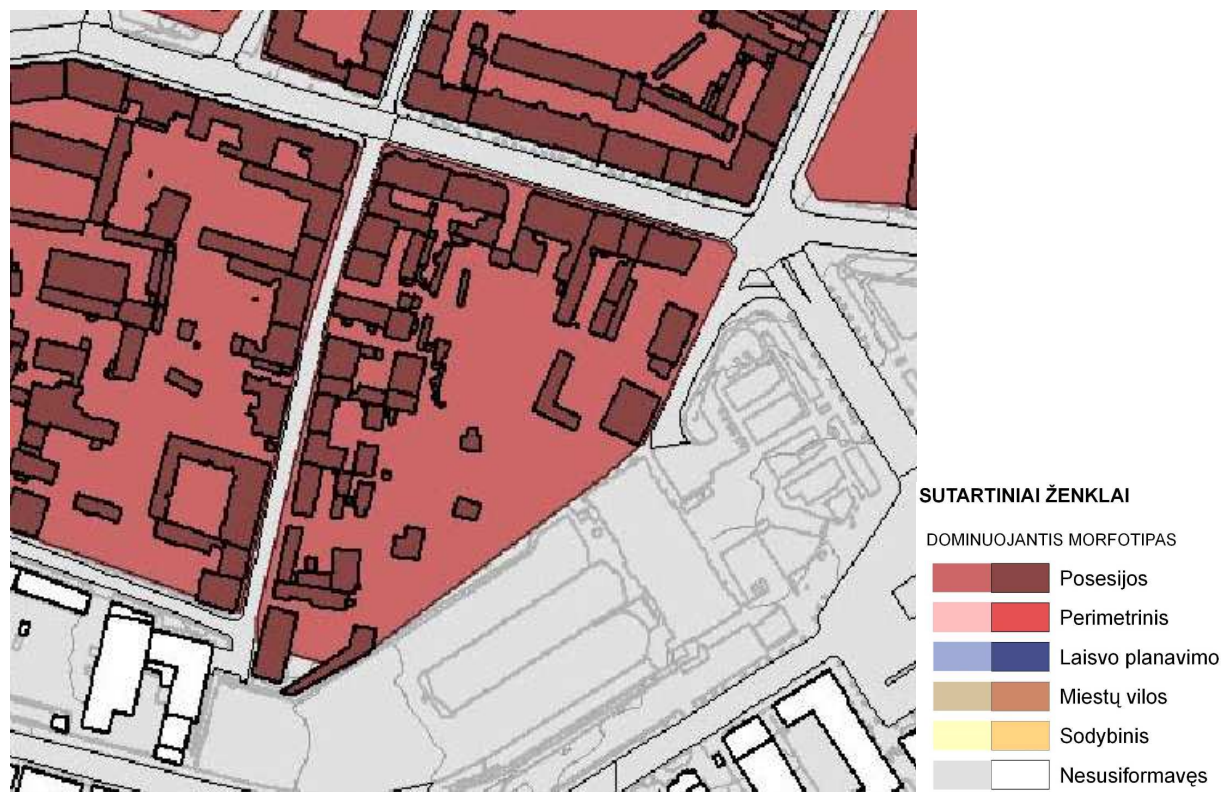 SUTARTINIAI ŽENKLAI
DOMINUOJANTIS MORFOTIPAS
Posesijos
Perimetrinis
Laisvo planavimo
Miestų vilos
Sodybinis
Nesusiformavęs